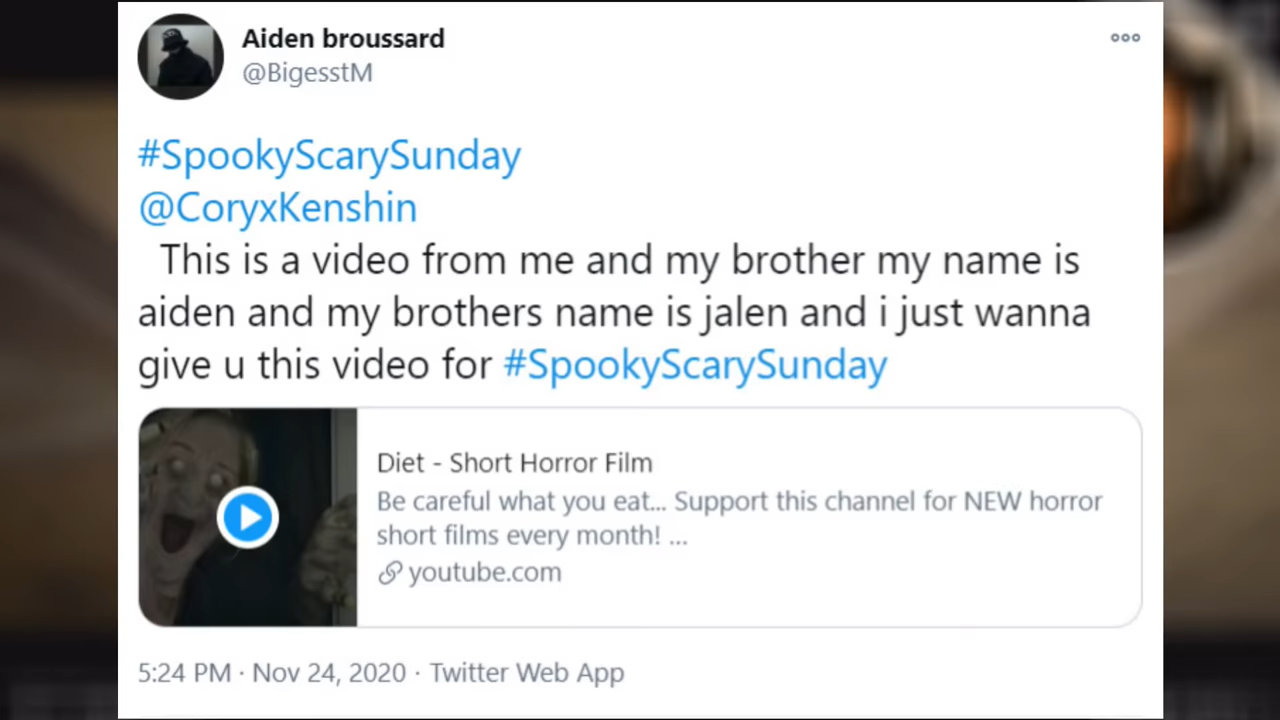 Aiden broussard
@BigesstM
#SpookyScarySunday
@CoryxKenshin
This is a video from me and my brother my name is
aiden and my brothers name is jalen and i just wanna
give u this video for #SpookyScarySunday
Diet - Short Horror Film
Be careful what you eat... Support this channel for NEW horror
short films every month! ...
youtube.com
5:24 PM · Nov 24, 2020 · Twitter Web App